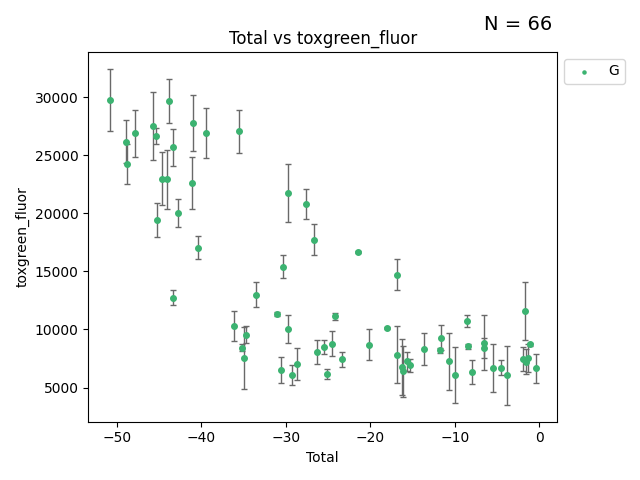 N = 66
Total vs toxgreen_fluor
G
30000
25000
20000
15000
10000
5000
toxgreen_fluor
−50 −40 −30 −20 −10 0
Total